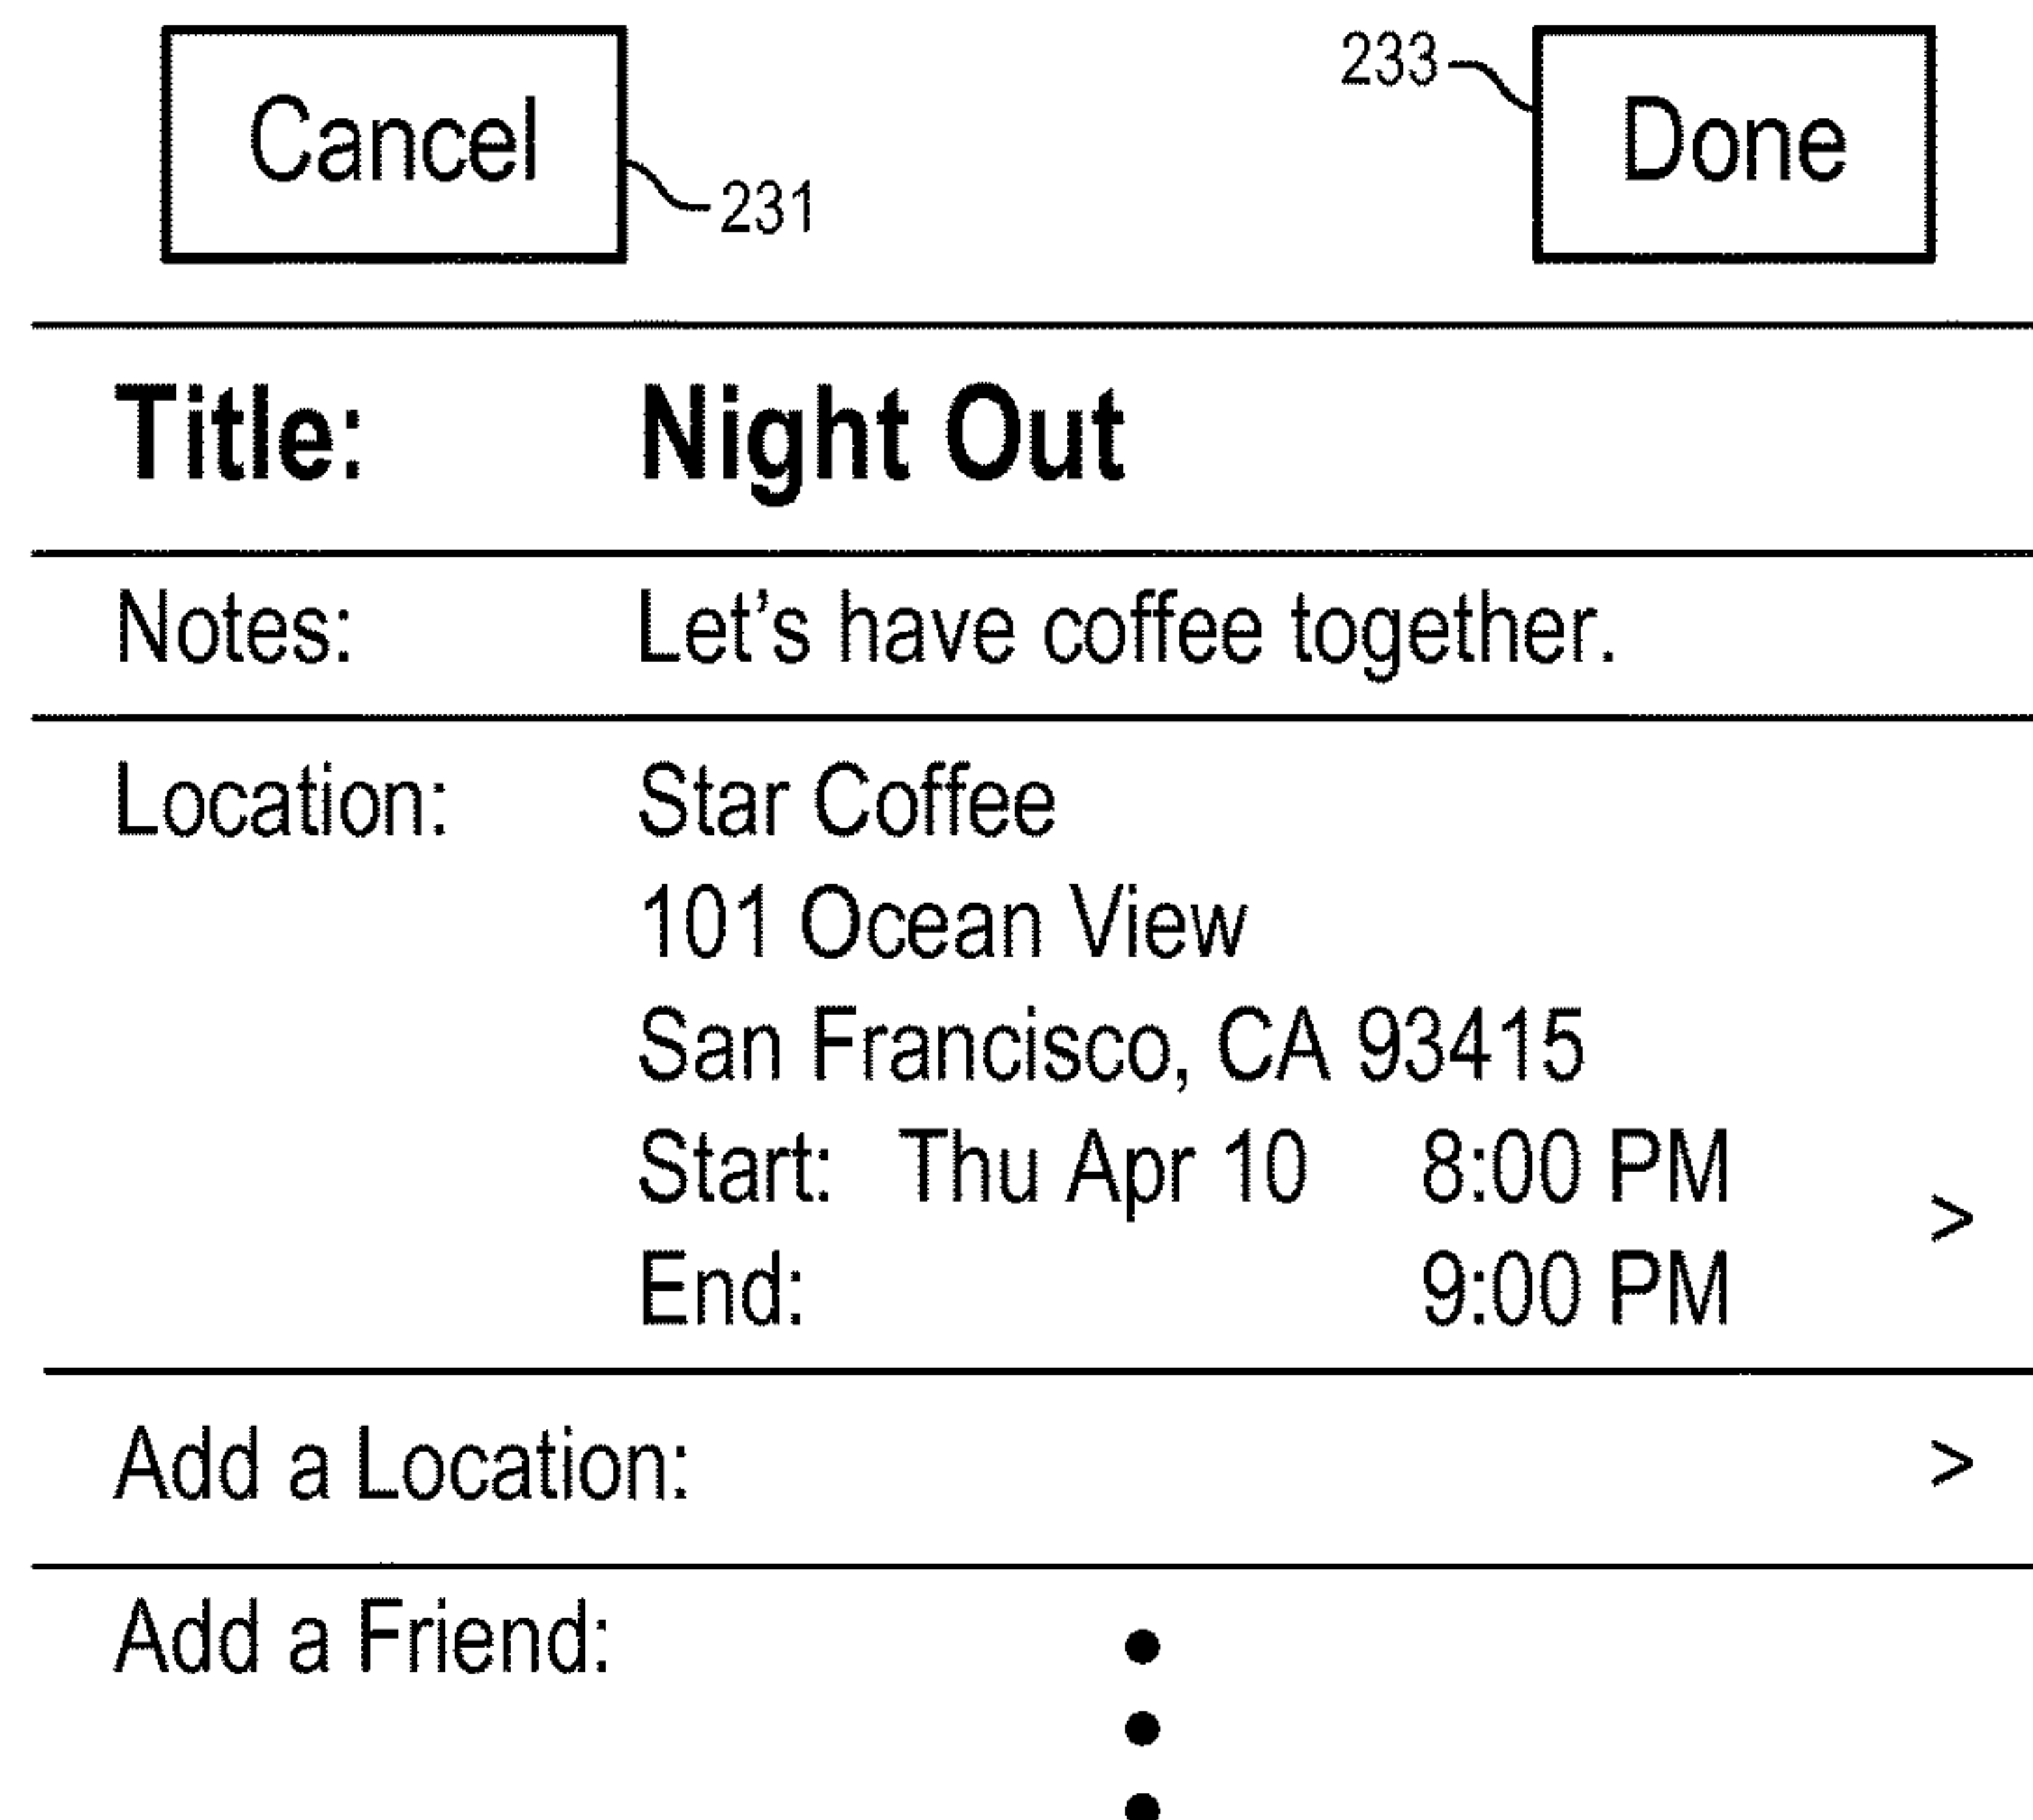 Cancel 231 233 Done
Title: Night Out
Notes: Let's have coffee together.
Location: Star Coffee
101 Ocean View
San Francisco, CA 93415
Start: Thu Apr 10 8:00 PM
>
End: 9:00 PM
Add a Location: >
Add a Friend: